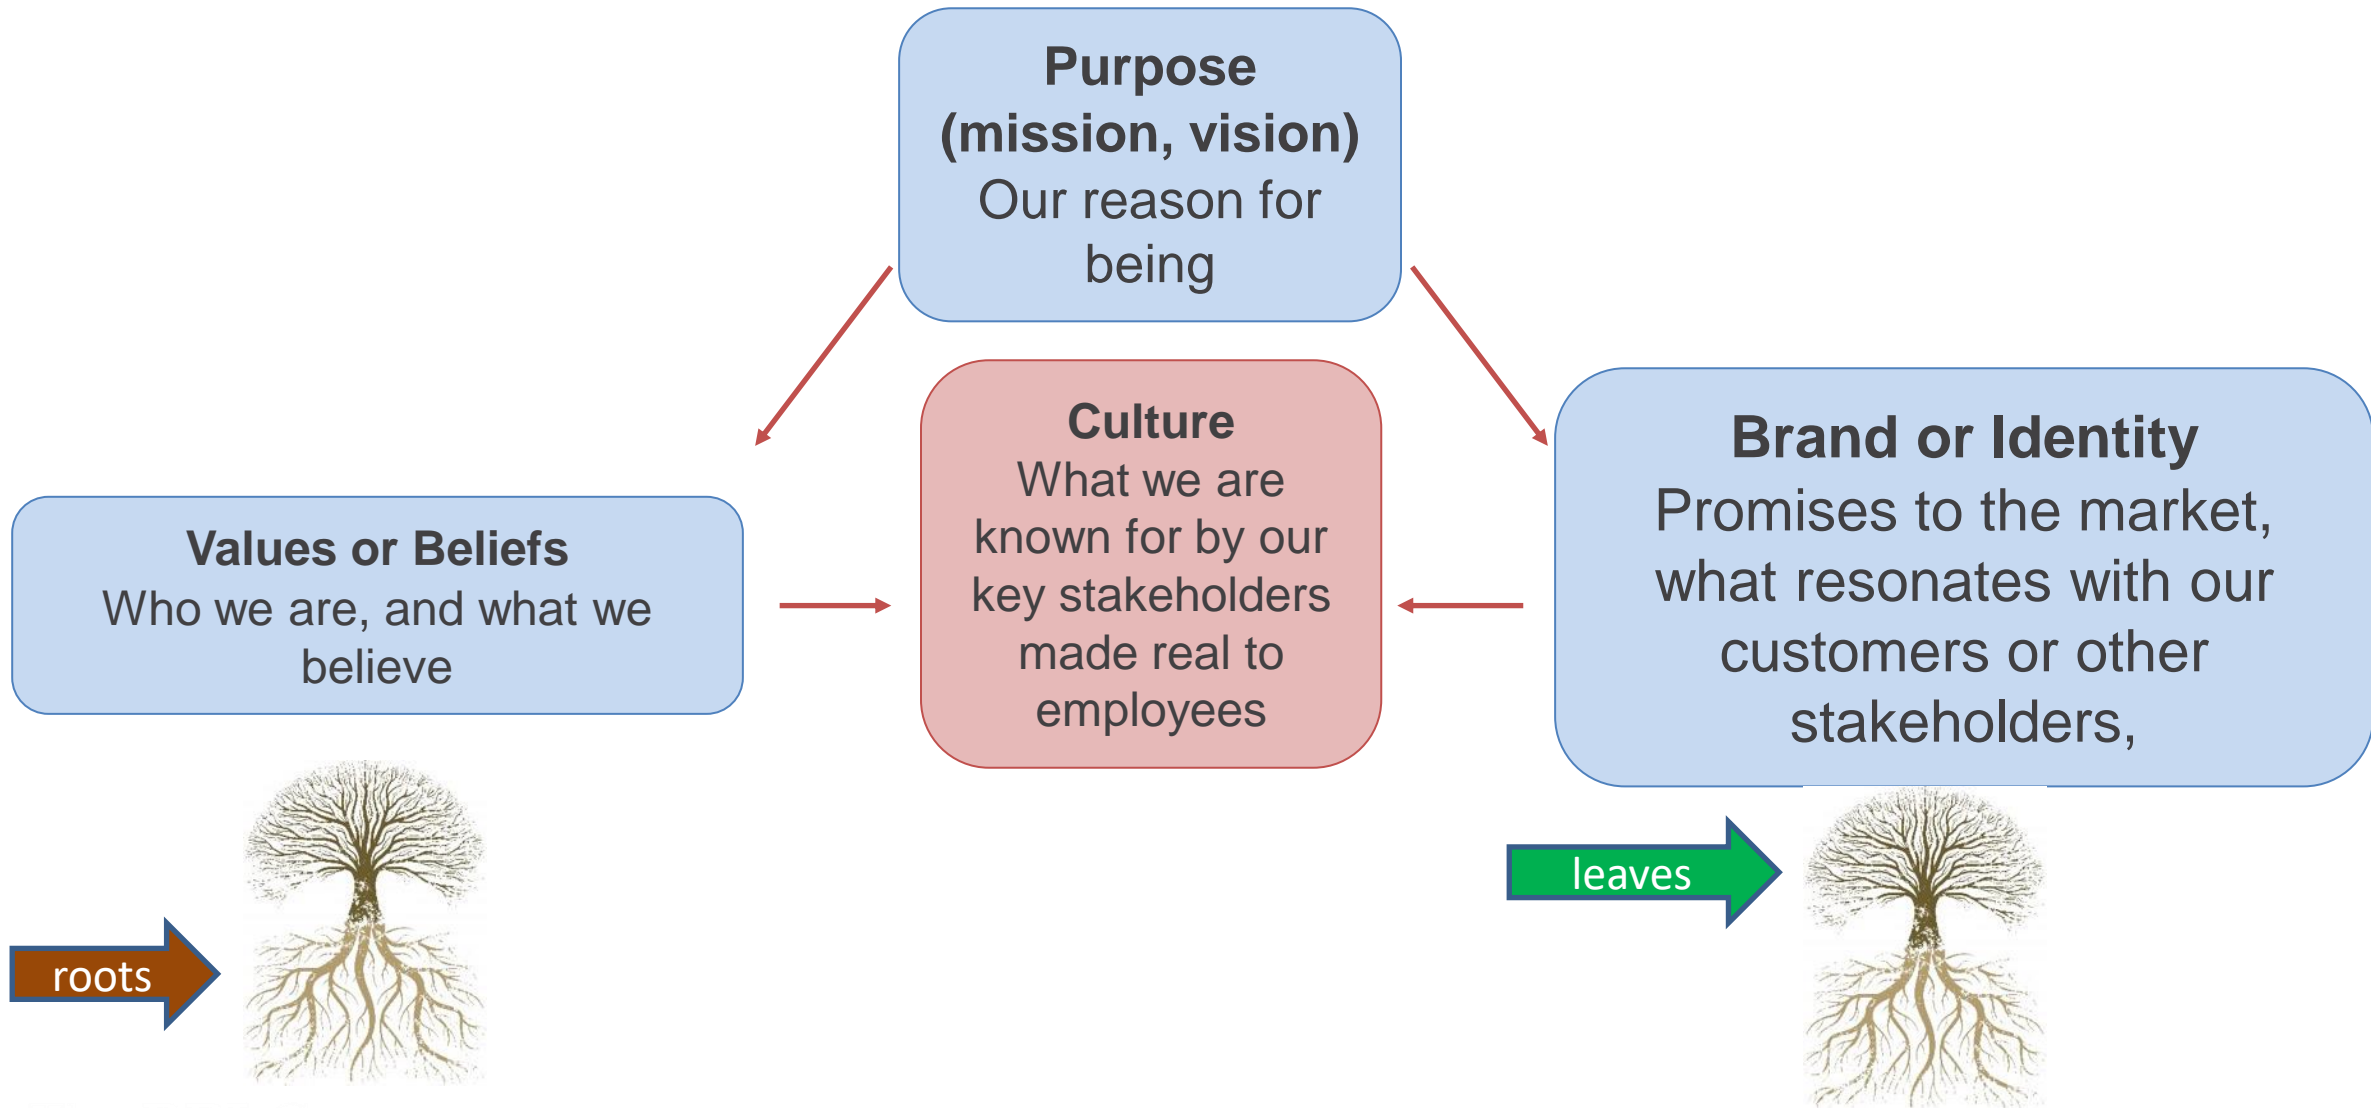 Purpose
(mission, vision)
Our reason for
being
Culture
What we are
known for by our
key stakeholders
made real to
employees
Values or Beliefs
Who we are, and what we
believe
Brand or Identity
Promises to the market,
what resonates with our
customers or other
stakeholders,
roots
leaves